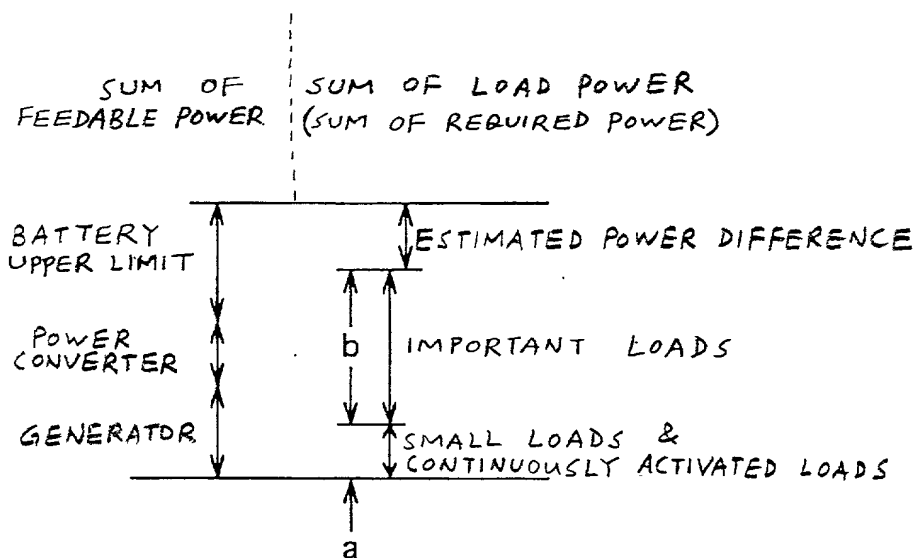 SUM OF
FEEDABLE POWER
SUM OF LOAD POWER
(SUM OF REQUIRED POWER)
BATTERY
UPPER LIMIT
ESTIMATED POWER DIFFERENCE
POWER
CONVERTER
b
IMPORTANT LOADS
GENERATOR
SMALL LOADS &
CONTINUOUSLY ACTIVATED LOADS
a